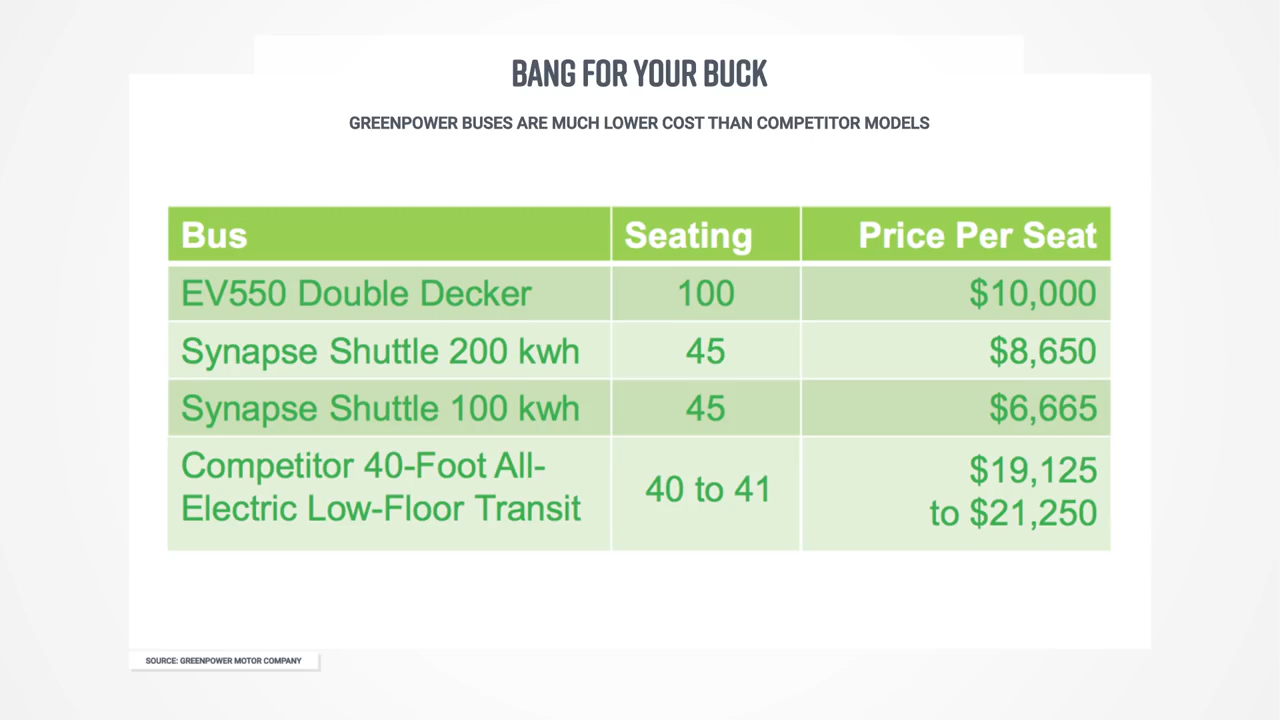 BANG FOR YOUR BUCK
GREENPOWER BUSES ARE MUCH LOWER COST THAN COMPETITOR MODELS
Bus Seating Price Per Seat
EV550 Double Decker 100 $10,000
Synapse Shuttle 200 kwh 45 $8,650
Synapse Shuttle 100 kwh 45 $6,665
Competitor 40-Foot All-
Electric Low-Floor Transit
40 to 41
$19,125
to $21,250
SOURCE: GREENPOWER MOTOR COMPANY